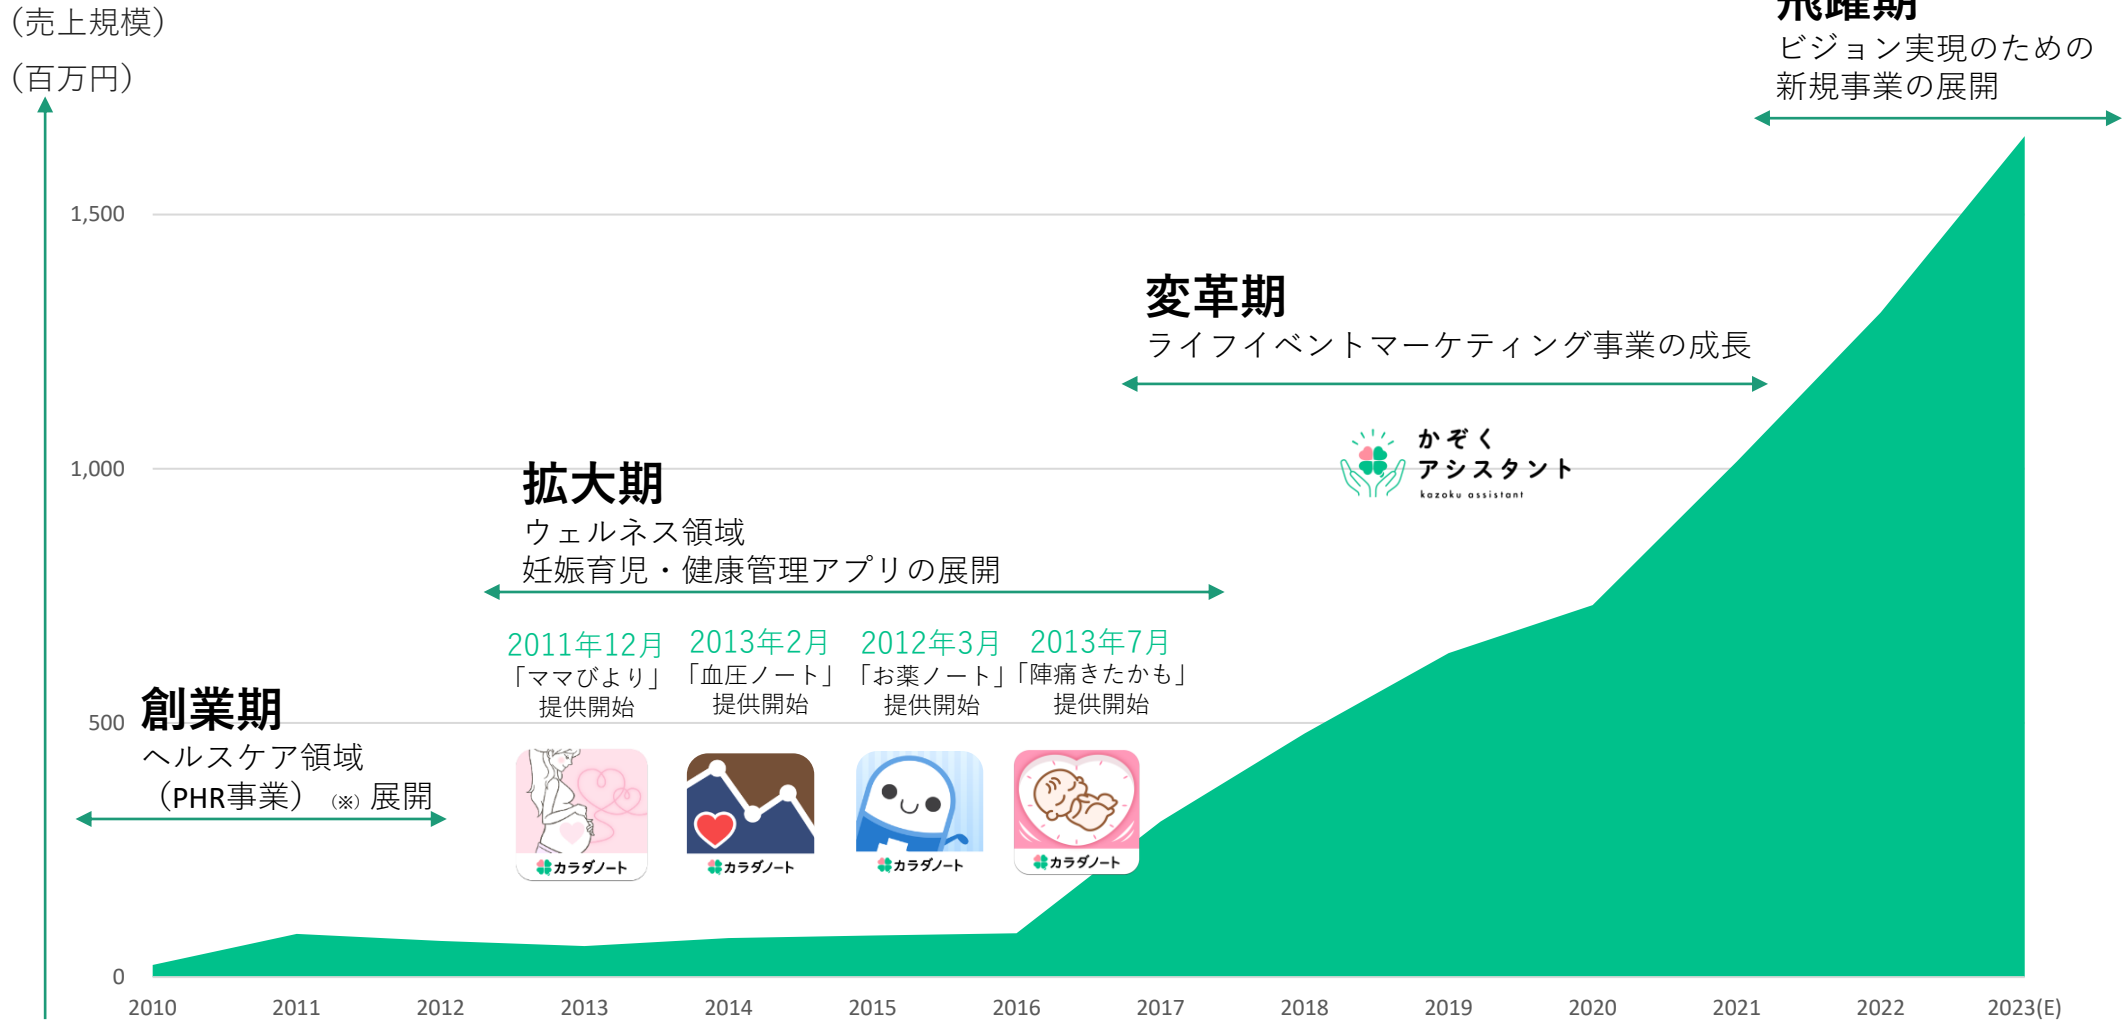 （売上規模）
（百万円）
飛躍期
ビジョン実現のための
新規事業の展開
1,500
変革期
ライフイベントマーケティング事業の成長
かぞく
アシスタント
kazoku assistant
1,000
拡大期
ウェルネス領域
妊娠育児・健康管理アプリの展開
2011年12月
「ママびより」
提供開始
カラダノート
2013年2月
「血圧ノート」
提供開始
カラダノート
2012年3月
「お薬ノート」
提供開始
カラダノート
2013年7月
「陣痛きたかも」
提供開始
カラダノート
500
創業期
ヘルスケア領域
（PHR事業）（※）展開
0
2010 2011 2012 2013 2014 2015 2016 2017 2018 2019 2020 2021 2022 2023(E)